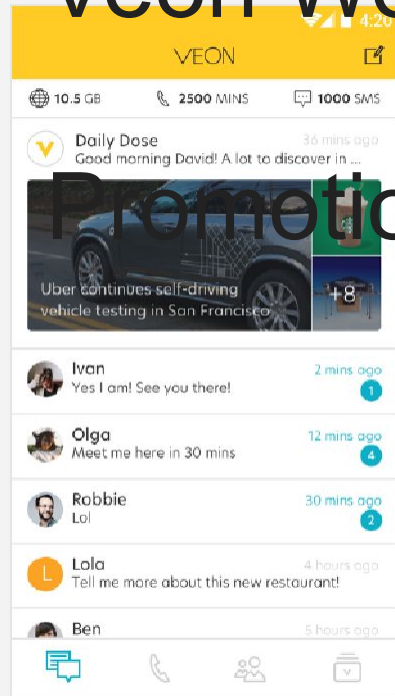 Veon We
4:20
VEON
10.5 GB
2500 MINS
1000 SMS
Daily Dose
36 mins ago
Good morning David! A lot to discover in ...
Promotio
Uber continues self-driving
vehicle testing in San Francisco
+8
Ivan
2 mins ago
Yes I am! See you there!
1
Olga
12 mins ago
Meet me here in 30 mins
4
Robbie
30 mins ago
Lol
2
L
Lola
4 hours ago
Tell me more about this new restaurant!
Ben
5 hours ago